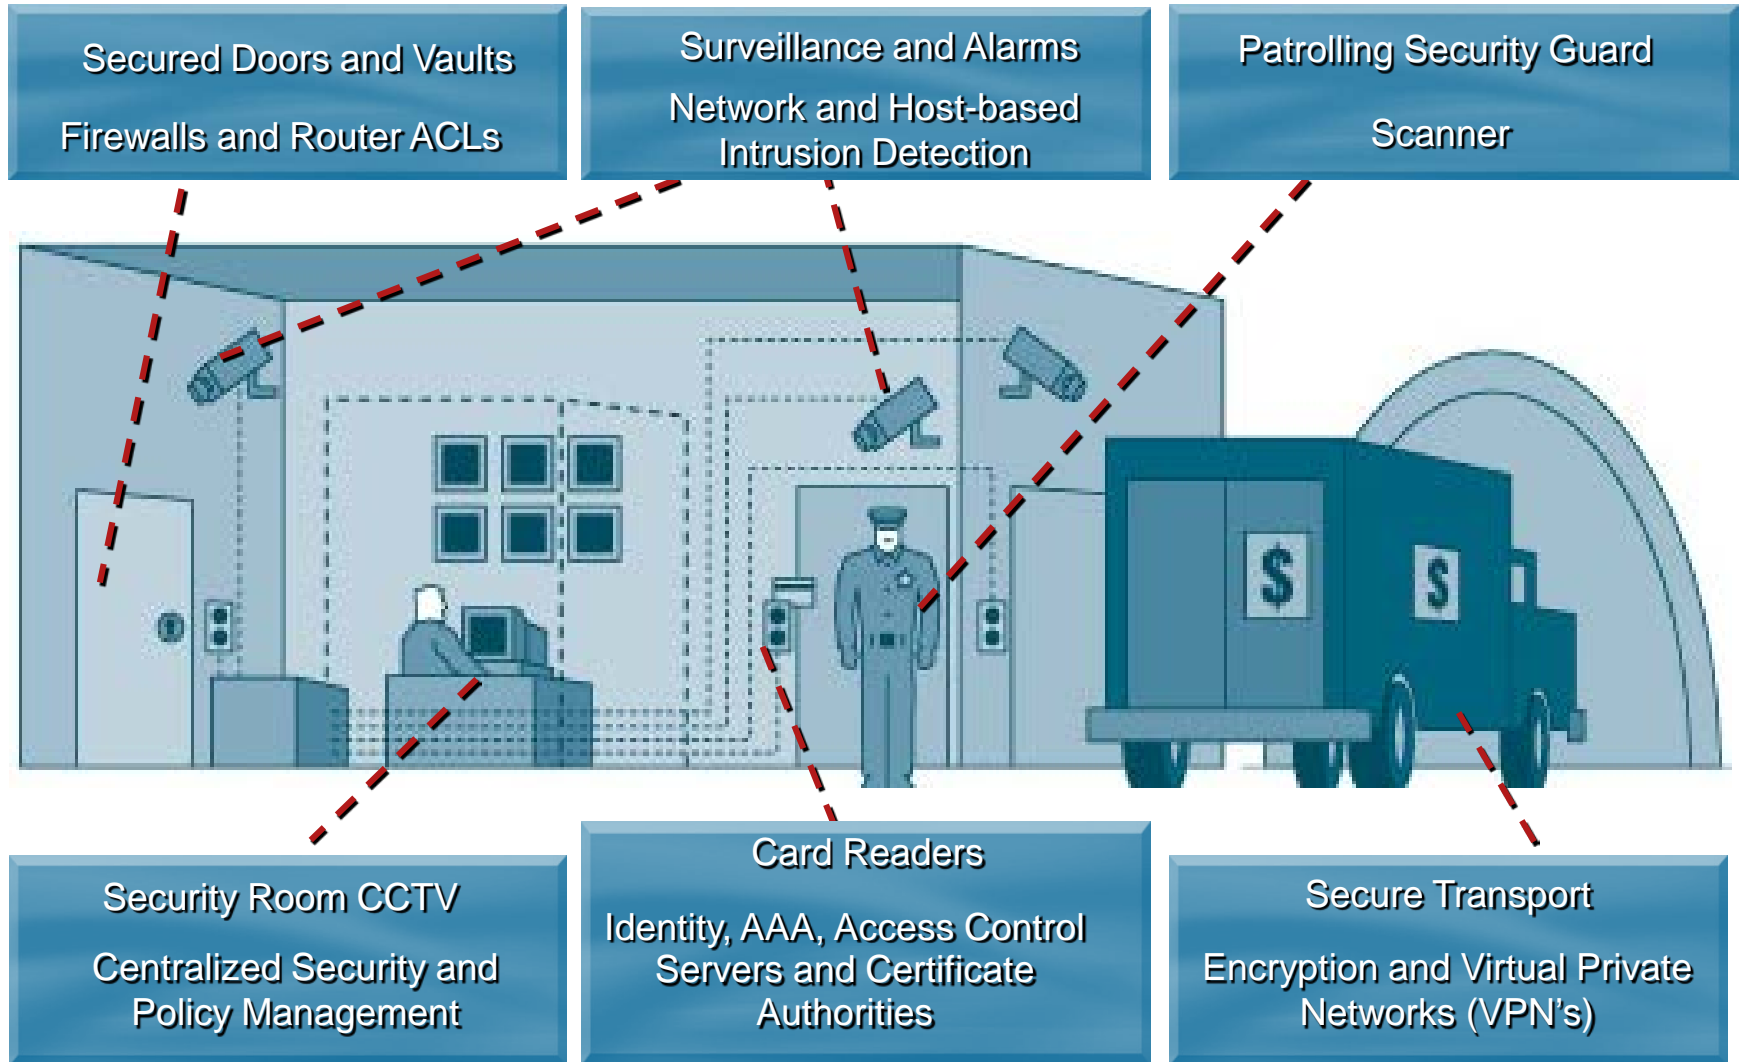 Secured Doors and Vaults
Firewalls and Router ACLs
Surveillance and Alarms
Network and Host-based
Intrusion Detection
Patrolling Security Guard
Scanner
$
$
Security Room CCTV
Centralized Security and
Policy Management
Card Readers
Identity, AAA, Access Control
Servers and Certificate
Authorities
Secure Transport
Encryption and Virtual Private
Networks (VPN's)